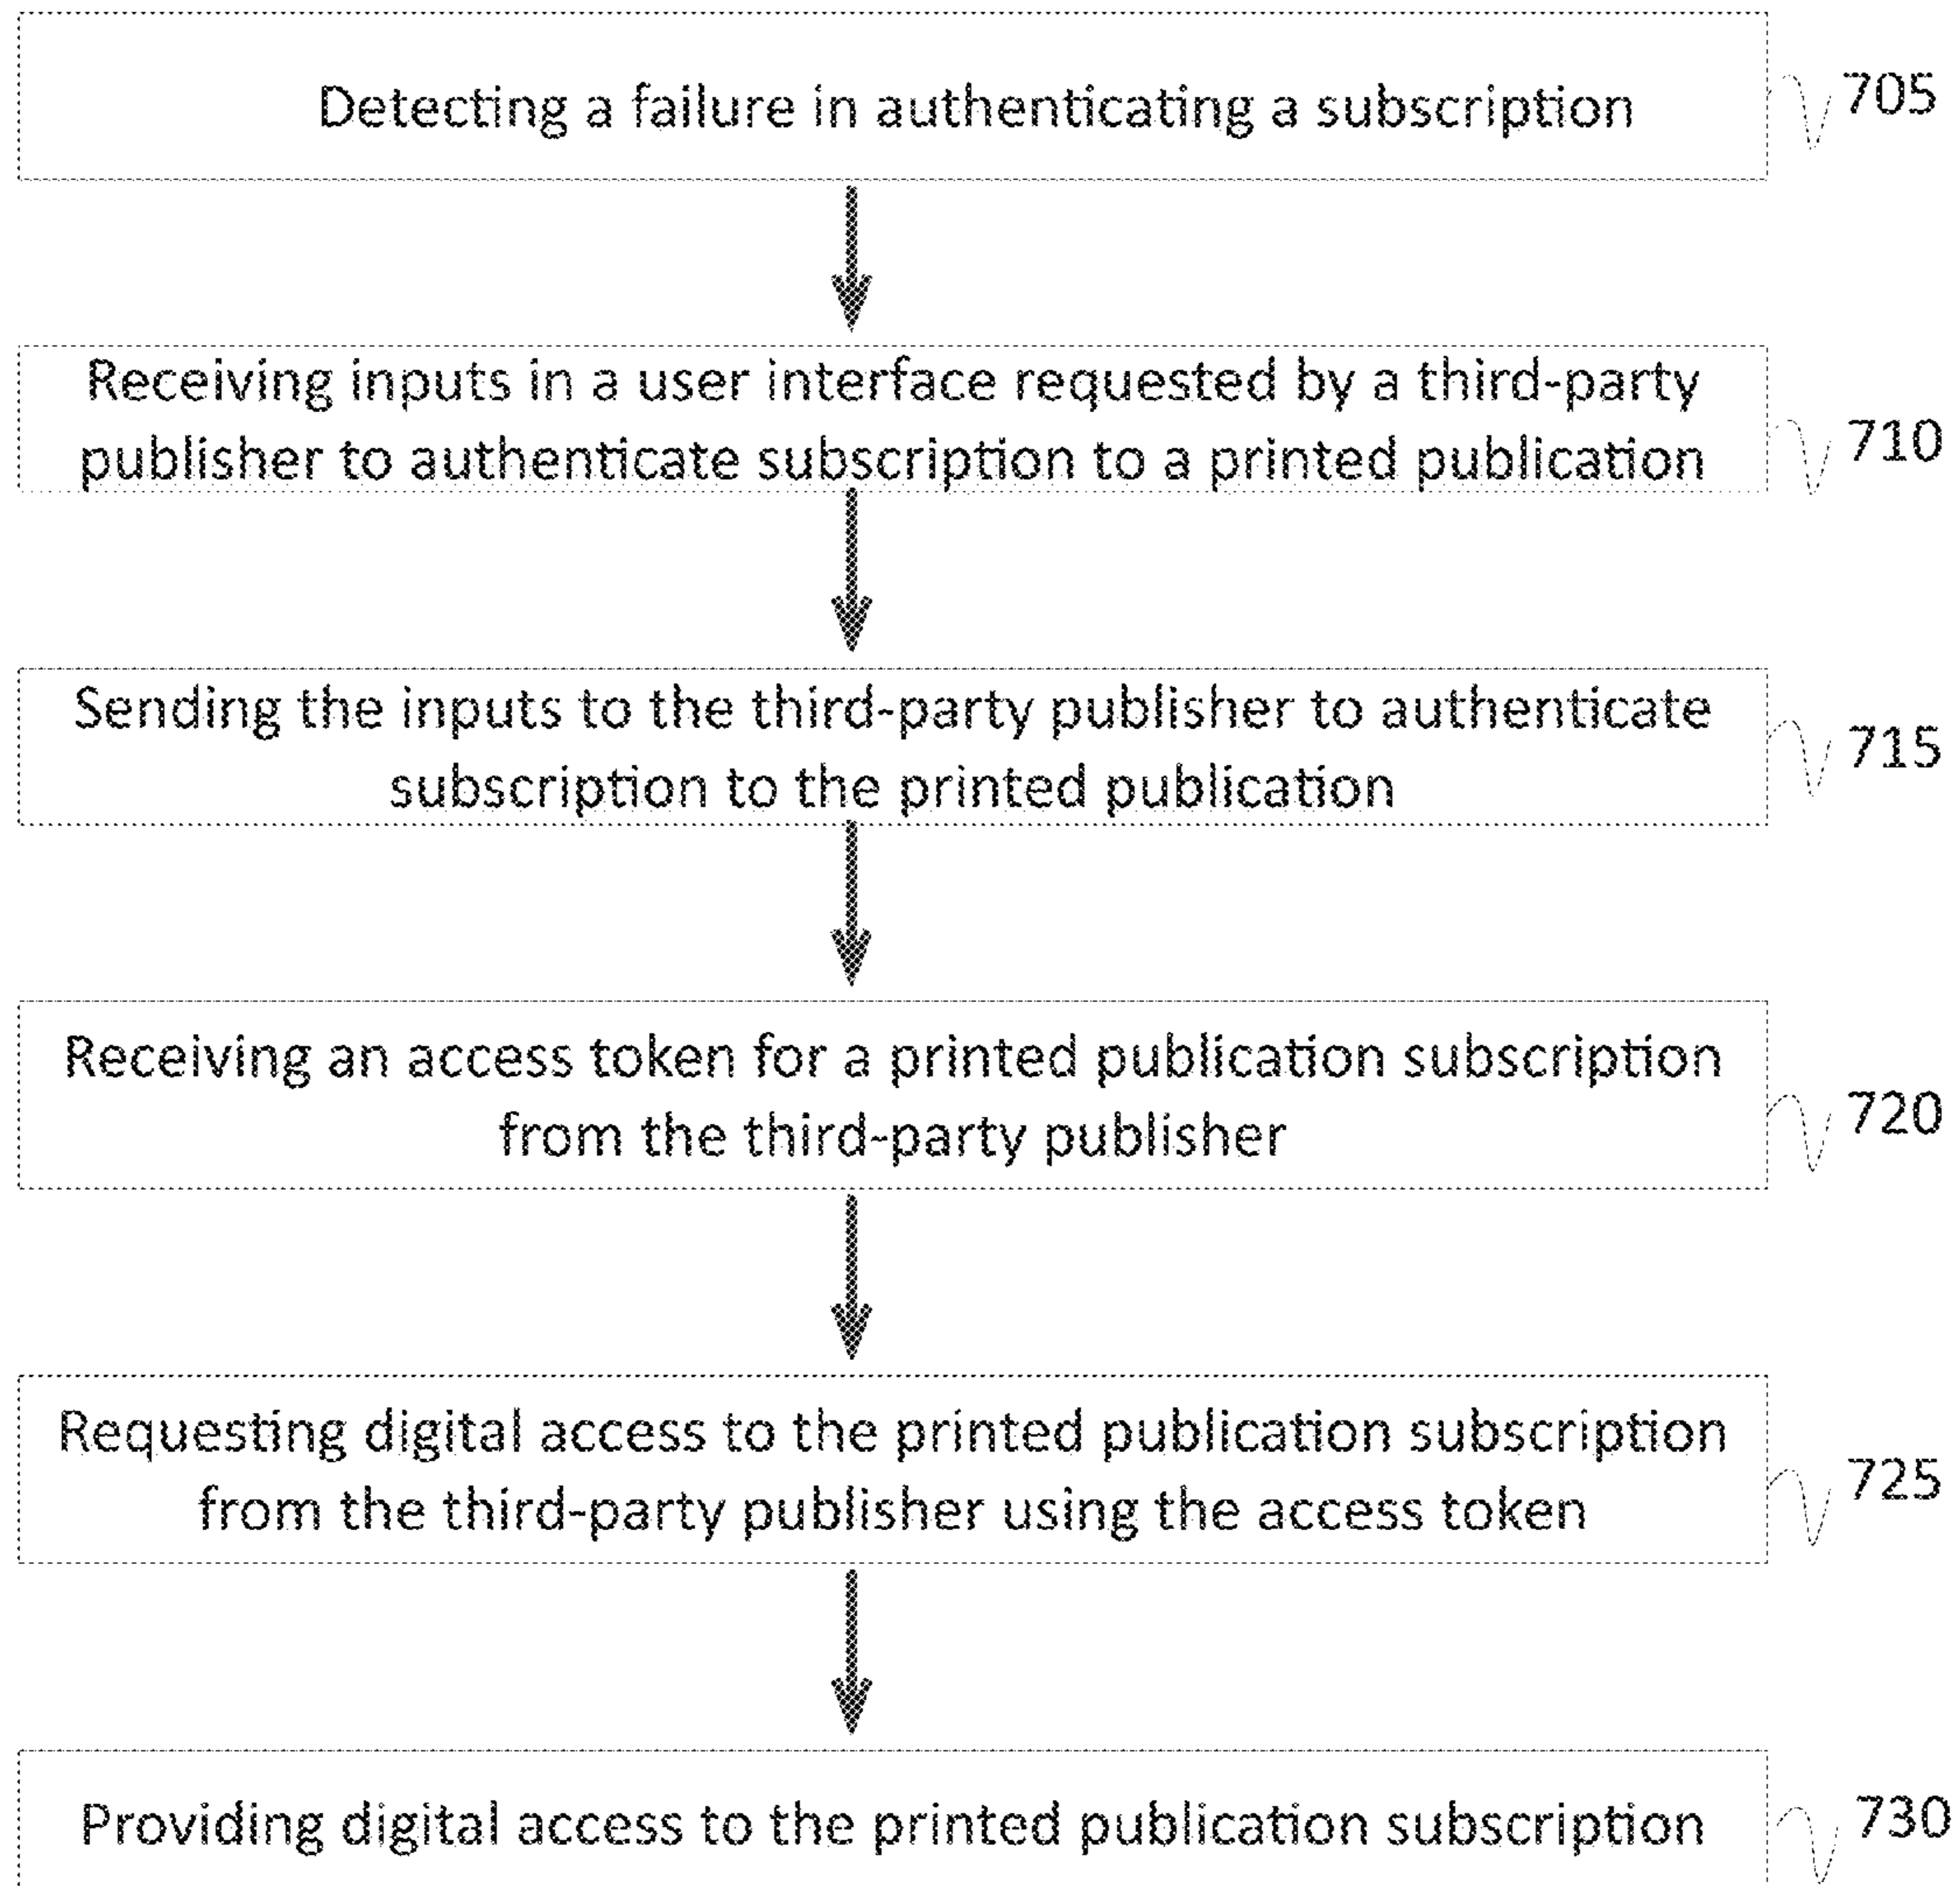 Detecting a failure in authenticating a subscription
705
Receiving inputs in a user interface requested by a third-party
publisher to authenticate subscription to a printed publication
710
Sending the inputs to the third-party publisher to authenticate
subscription to the printed publication
715
Receiving an access token for a printed publication subscription
from the third-party publisher
720
Requesting digital access to the printed publication subscription
from the third-party publisher using the access token
725
Providing digital access to the printed publication subscription
730